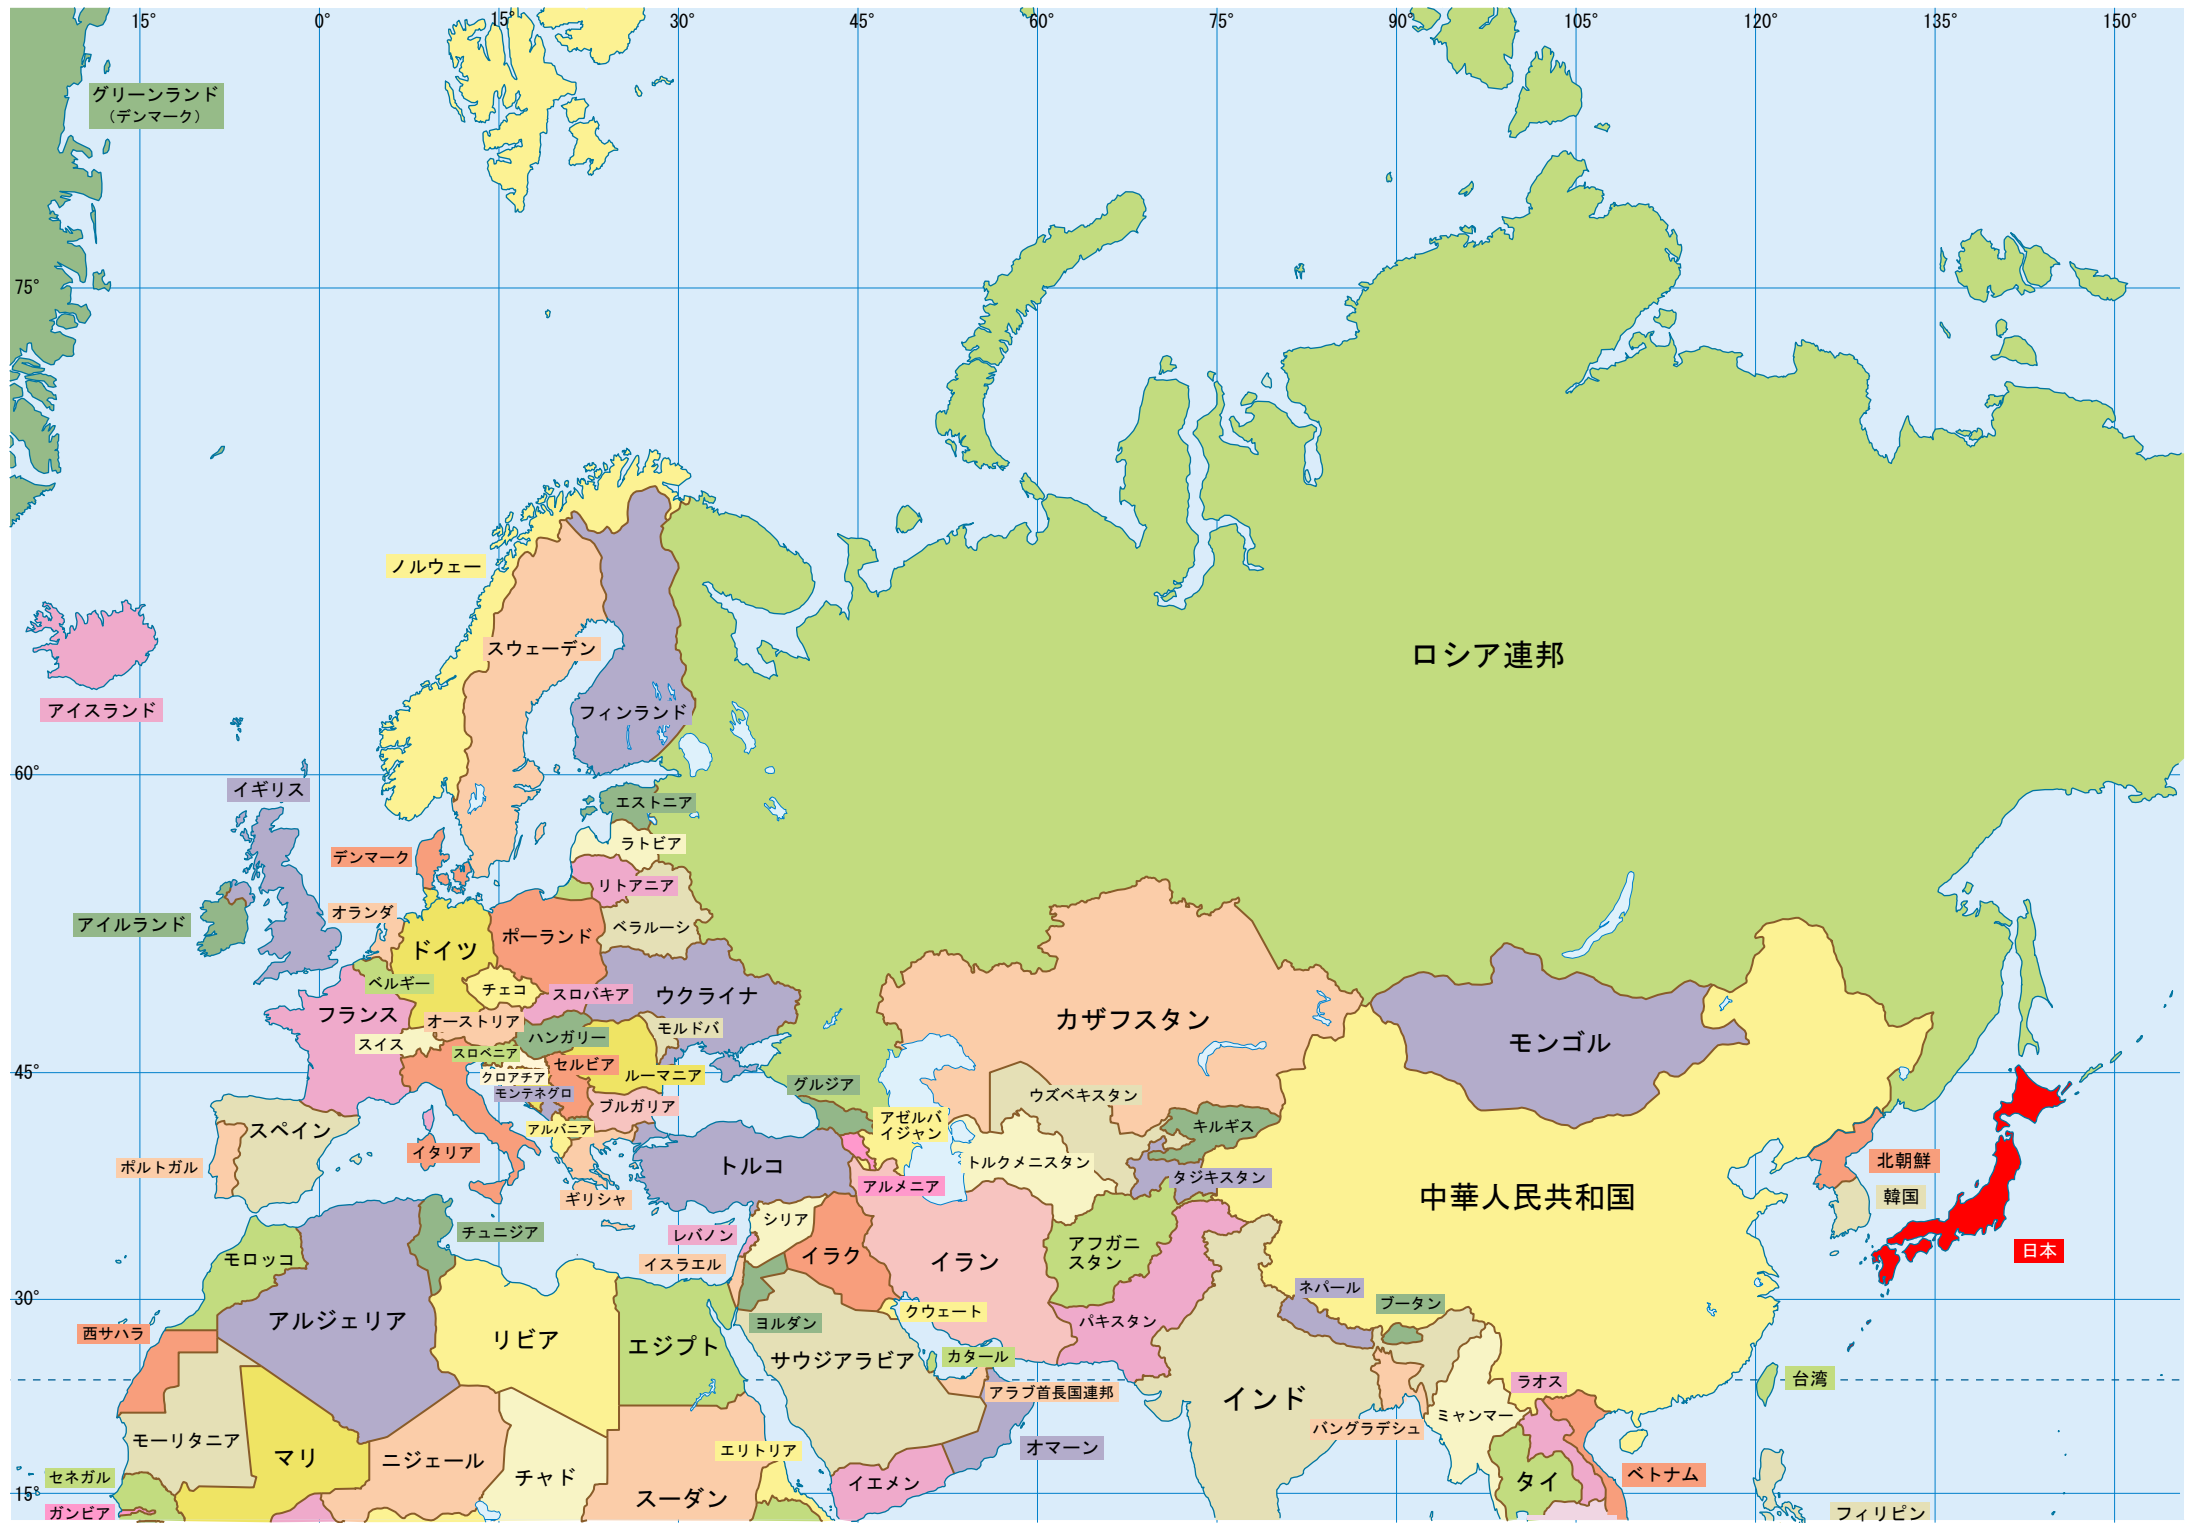 15°
0°
15°
30°
45°
60°
75°
90°
105°
120°
135°
150°
グリーンランド
（デンマーク）
75°
ノルウェー
スウェーデン
ロシア連邦
アイスランド
フィンランド
60°
イギリス
エストニア
ラトビア
デンマーク
リトアニア
オランダ
アイルランド
ベラルーシ
ポーランド
ドイツ
ベルギー
チェコ
スロバキア
ウクライナ
フランス
オーストリア
カザフスタン
モルドバ
ハンガリー
スイス
モンゴル
スロベニア
セルビア
45°
クロアチア
ルーマニア
グルジア
モンテネグロ
ウズベキスタン
ブルガリア
アゼルバ
イジャン
スペイン
アルバニア
キルギス
イタリア
トルコ
トルクメニスタン
北朝鮮
ポルトガル
タジキスタン
アルメニア
中華人民共和国
韓国
ギリシャ
シリア
チュニジア
レバノン
アフガニ
スタン
日本
モロッコ
イスラエル
イラク
イラン
ネパール
30°
ブータン
クウェート
アルジェリア
ヨルダン
パキスタン
西サハラ
リビア
エジプト
サウジアラビア
カタール
台湾
ラオス
アラブ首長国連邦
インド
ミャンマー
バングラデシュ
モーリタニア
オマーン
エリトリア
マリ
ニジェール
チャド
セネガル
イエメン
タイ
ベトナム
15°
スーダン
ガンビア
フィリピン